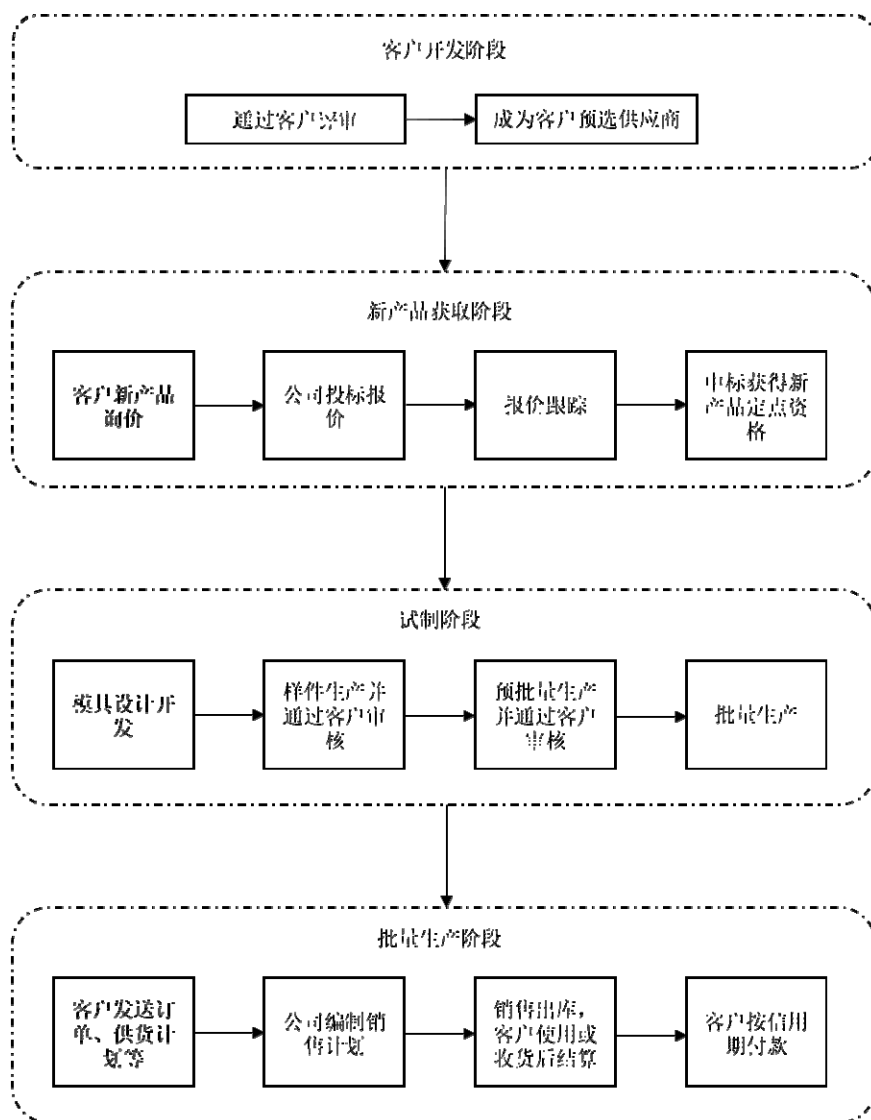 客户开发阶段
通过客户评审
成为客户预选供应商
新产品获取阶段
客户新产品
询价
公司投标报
价
报价跟踪
中标获得新
产品定点资
格
试制阶段
模具设计开
发
样件生产并
通过客户审
核
预批量生产
并通过客户
审核
批量生产
批量生产阶段
客户发送订
单、供货计
划等
公司编制销
售计划
销售出库，
客户使用或
收货后结算
客户按信用
期付款